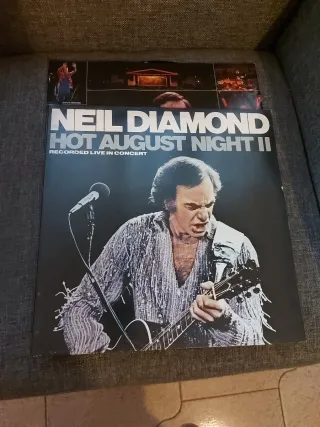 NEIL DIAMOND
HOT AUGUST NIGHT II
RECORDED LIVE IN CONCERT